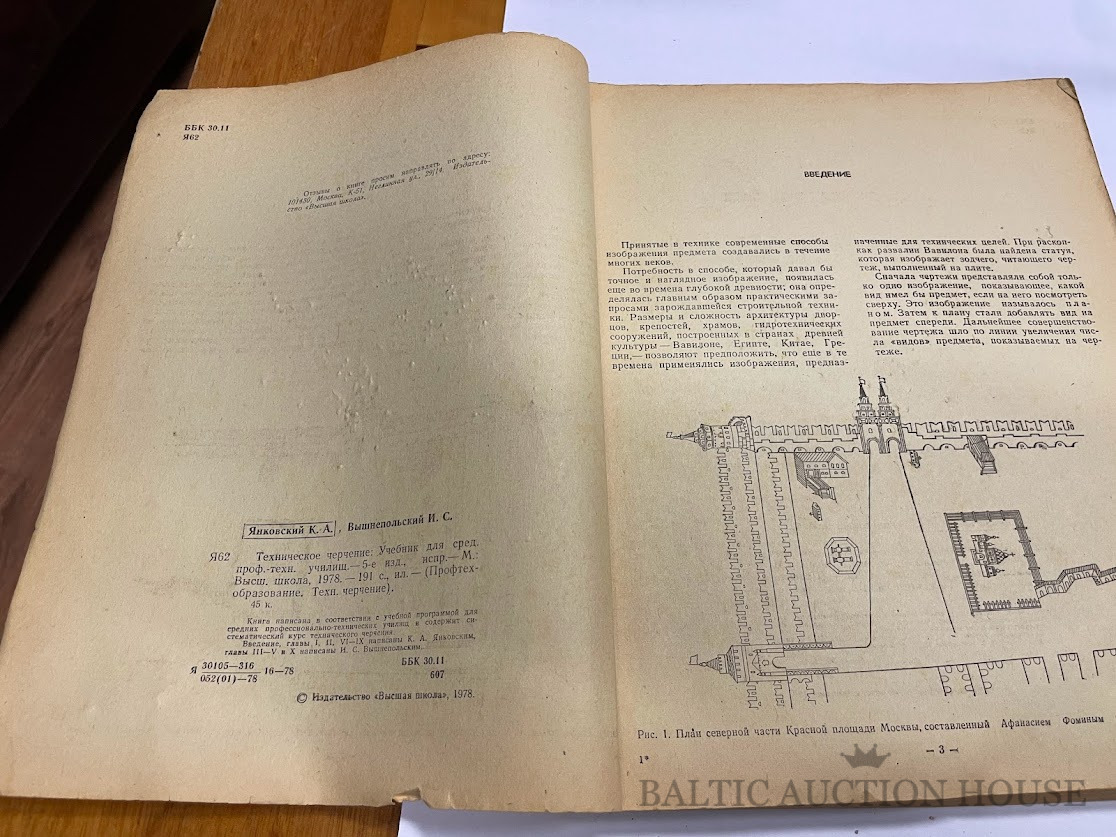 ББК 30.11
Я62
Отзывы о книге просим направлять по адресу:
101430, Москва, К-51, Неглинная ул., 29/14. Издатель-
ство «Высшая школа».
Янковский К. А., Вышнепольский И. С.
Я62 Техническое черчение: Учебник для сред.
проф.-техн. училищ.— 5-е изд., испр.— М.:
Высш. школа, 1978. — 191 с., ил.— (Профтех-
образование. Техн. черчение).
45 к.
Книга написана в соответствии с учебной программой для
средних профессионально-технических училищ и содержит си-
стематический курс технического черчения.
Введение, главы I, II, VI—IX написаны К. А. Янковским,
главы III—V и X написаны И. С. Вышнепольским.
Я 30105—316 16—78 ББК 30.11
052(01)—78 607
© Издательство «Высшая школа», 1978.
ВВЕДЕНИЕ
Принятые в технике современные способы
изображения предмета создавались в течение
многих веков.
Потребность в способе, который давал бы
точное и наглядное изображение, появилась
еще во времена глубокой древности; она опре-
делялась главным образом практическими за-
просами зарождавшейся строительной техни-
ки. Размеры и сложность архитектуры двор-
цов, крепостей, храмов, гидротехнических
сооружений, построенных в странах древней
культуры — Вавилоне, Египте, Китае, Гре-
ции,— позволяют предположить, что еще в те
времена применялись изображения, предназ-
наченные для технических целей. При раскоп-
ках развалин Вавилона была найдена статуя,
которая изображает зодчего, читающего чер-
теж, выполненный на плите.
Сначала чертежи представляли собой толь-
ко одно изображение, показывающее, какой
вид имел бы предмет, если на него посмотреть
сверху. Это изображение называлось пла-
ном. Затем к плану стали добавлять вид на
предмет спереди. Дальнейшее совершенство-
вание чертежа шло по линии увеличения чис-
ла «видов» предмета, показываемых на чер-
теже.
Рис. 1. План северной части Красной площади Москвы, составленный Афанасием Фоминым
1*
— 3 —
BALTIC AUCTION HOUSE